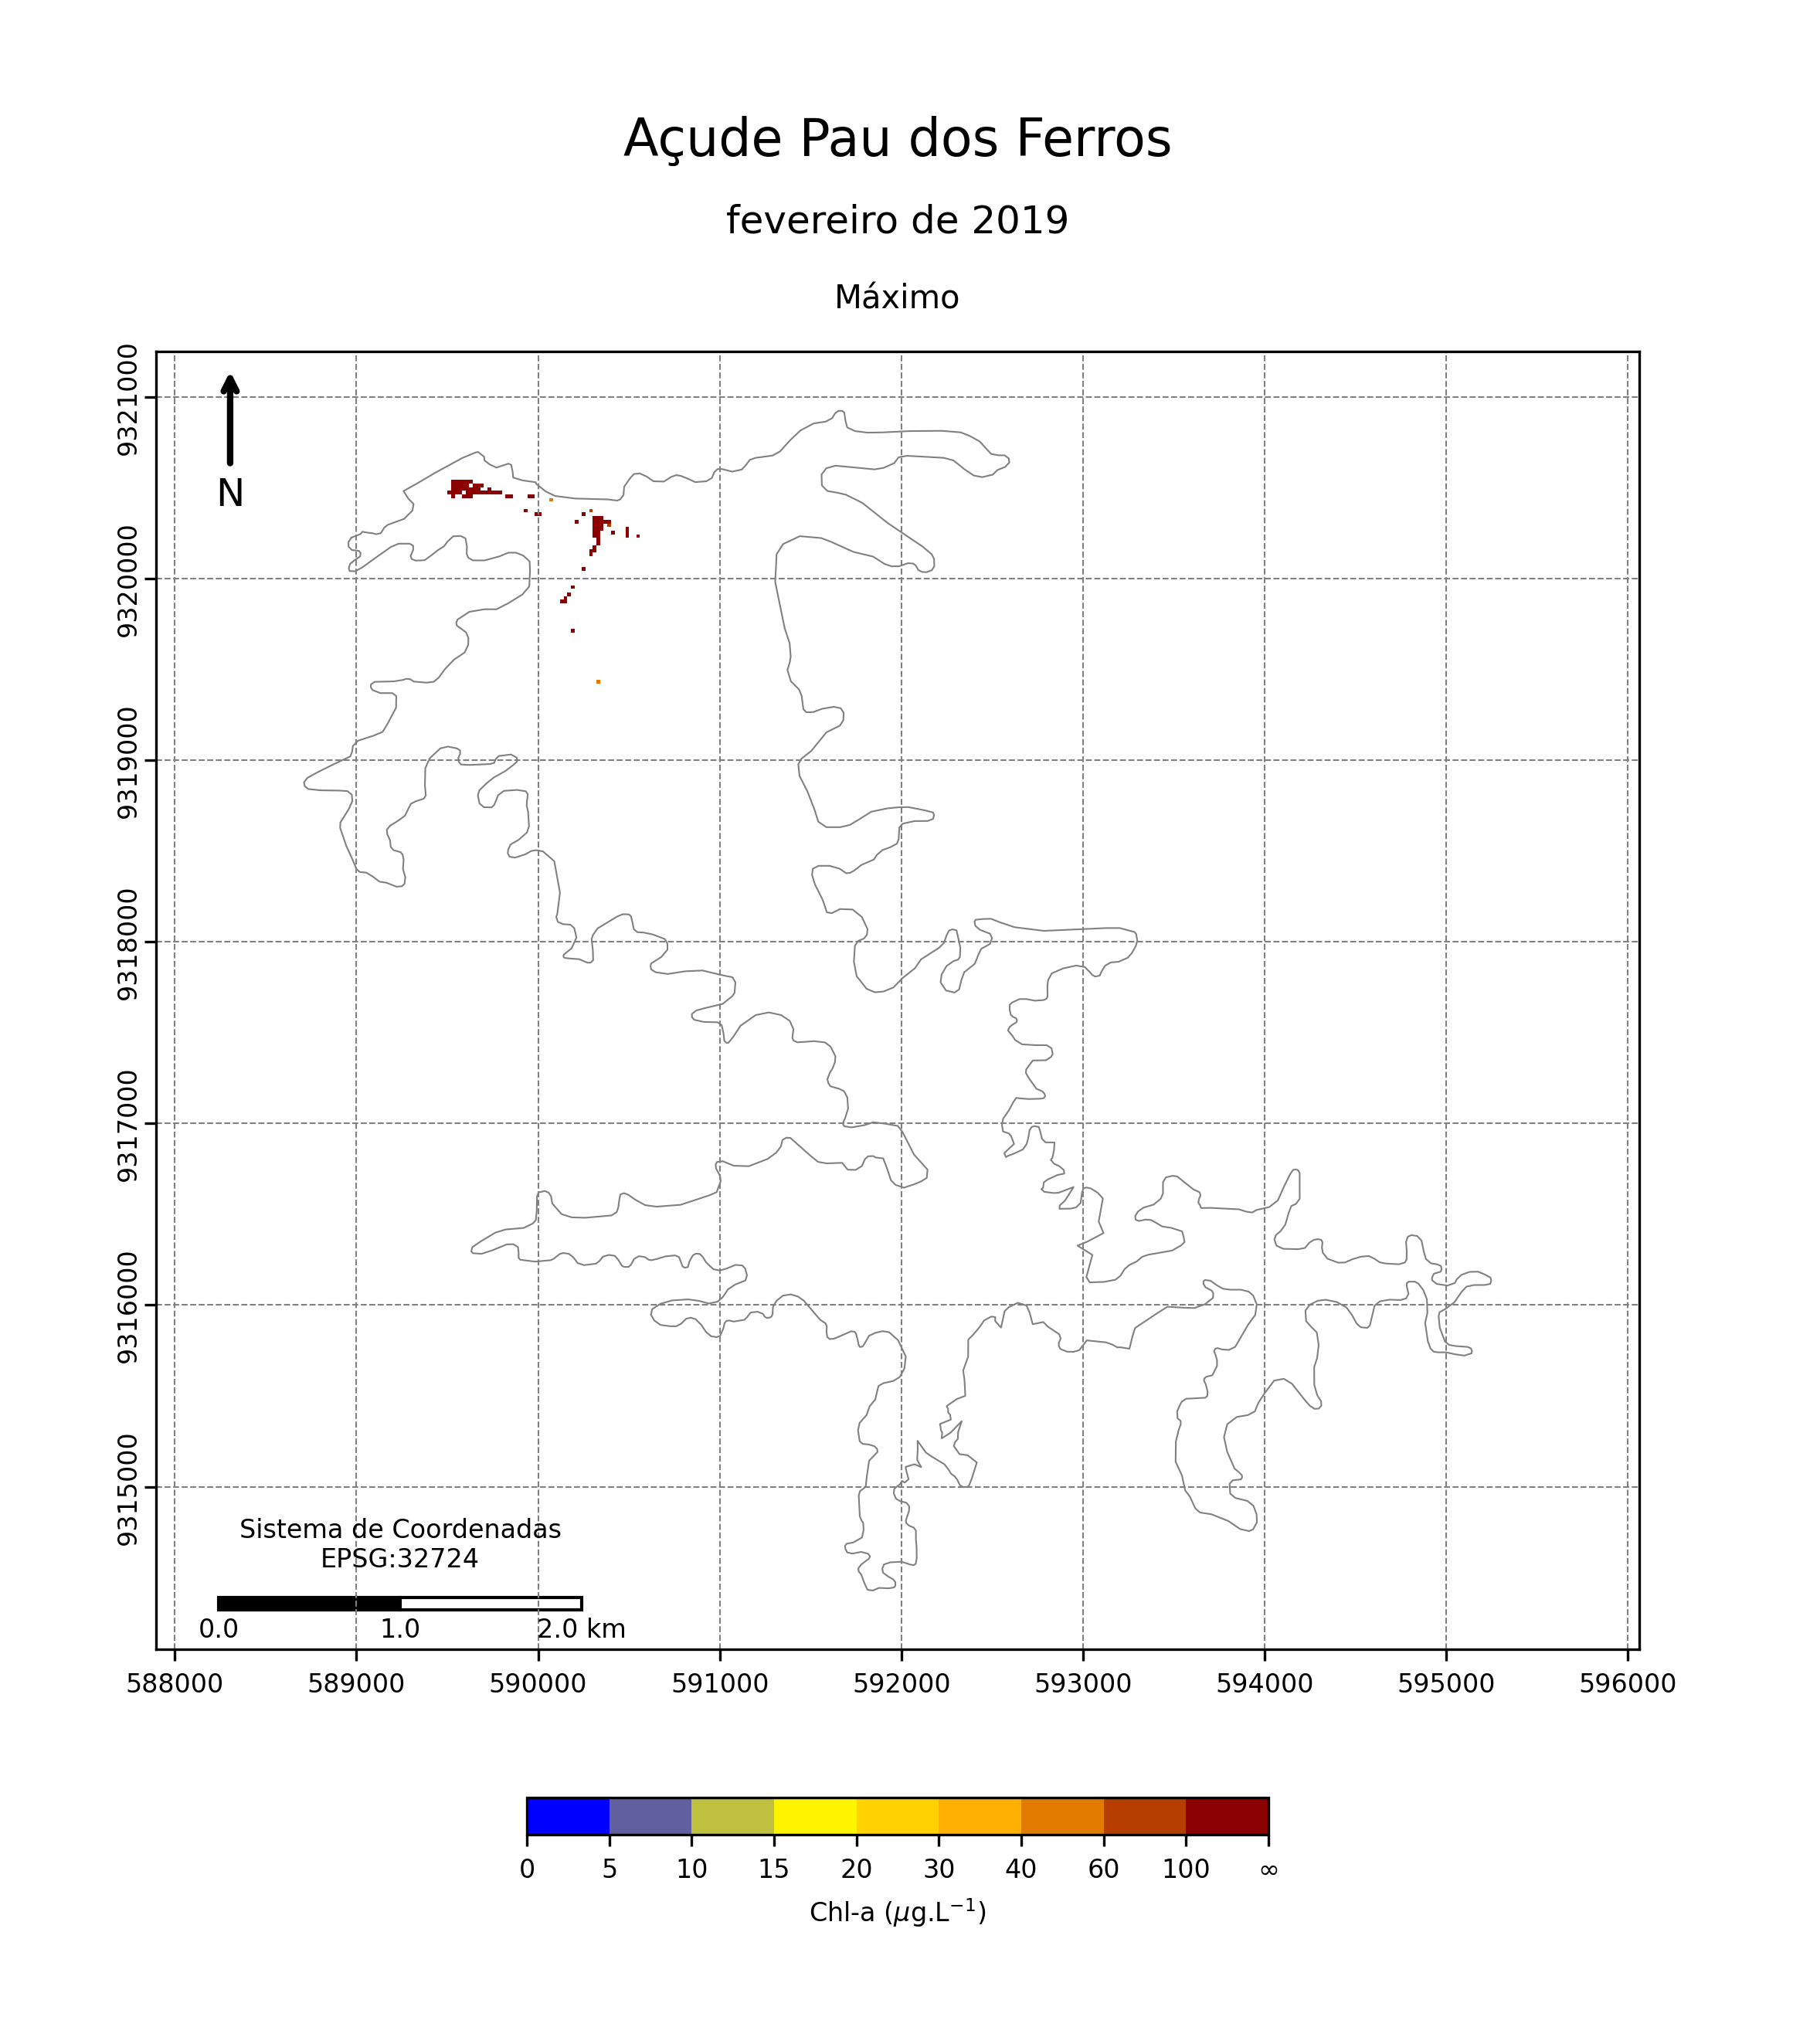 Açude Pau dos Ferros
fevereiro de 2019
Máximo
9321000
9320000
9319000
9318000
9317000
9316000
9315000
N
Sistema de Coordenadas
EPSG:32724
0.0 1.0 2.0 km
588000 589000 590000 591000 592000 593000 594000 595000 596000
0 5 10 15 20 30 40 60 100 ∞
Chl-a (μg.L⁻¹)